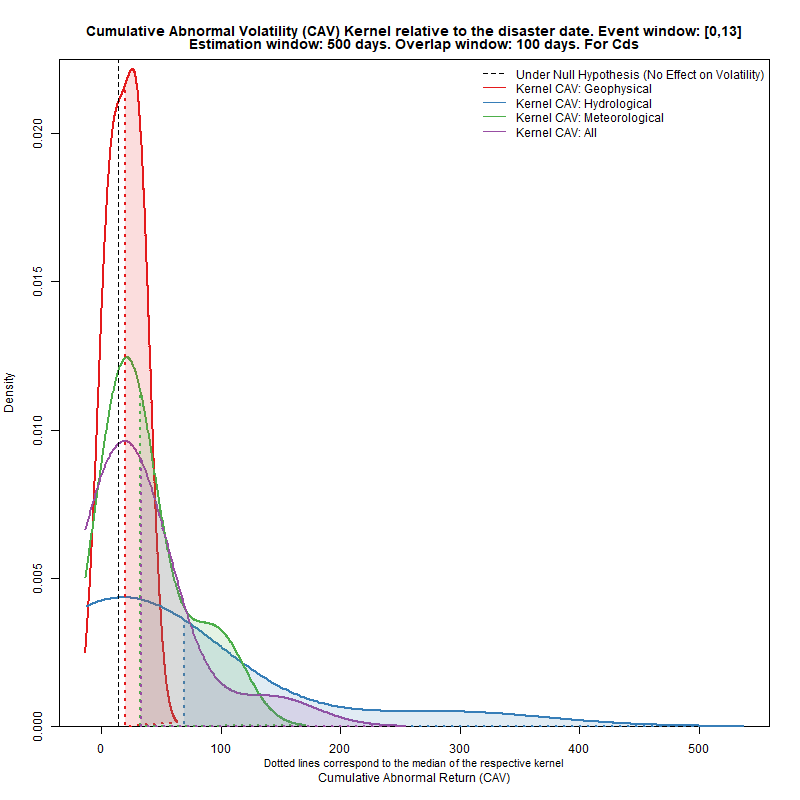 Cumulative Abnormal Volatility (CAV) Kernel relative to the disaster date. Event window: [0,13]
Estimation window: 500 days. Overlap window: 100 days. For Cds
Under Null Hypothesis (No Effect on Volatility)
Kernel CAV: Geophysical
Kernel CAV: Hydrological
Kernel CAV: Meteorological
Kernel CAV: All
0.020
0.015
0.010
0.005
0.000
Density
0 100 200 300 400 500
Dotted lines correspond to the median of the respective kernel
Cumulative Abnormal Return (CAV)